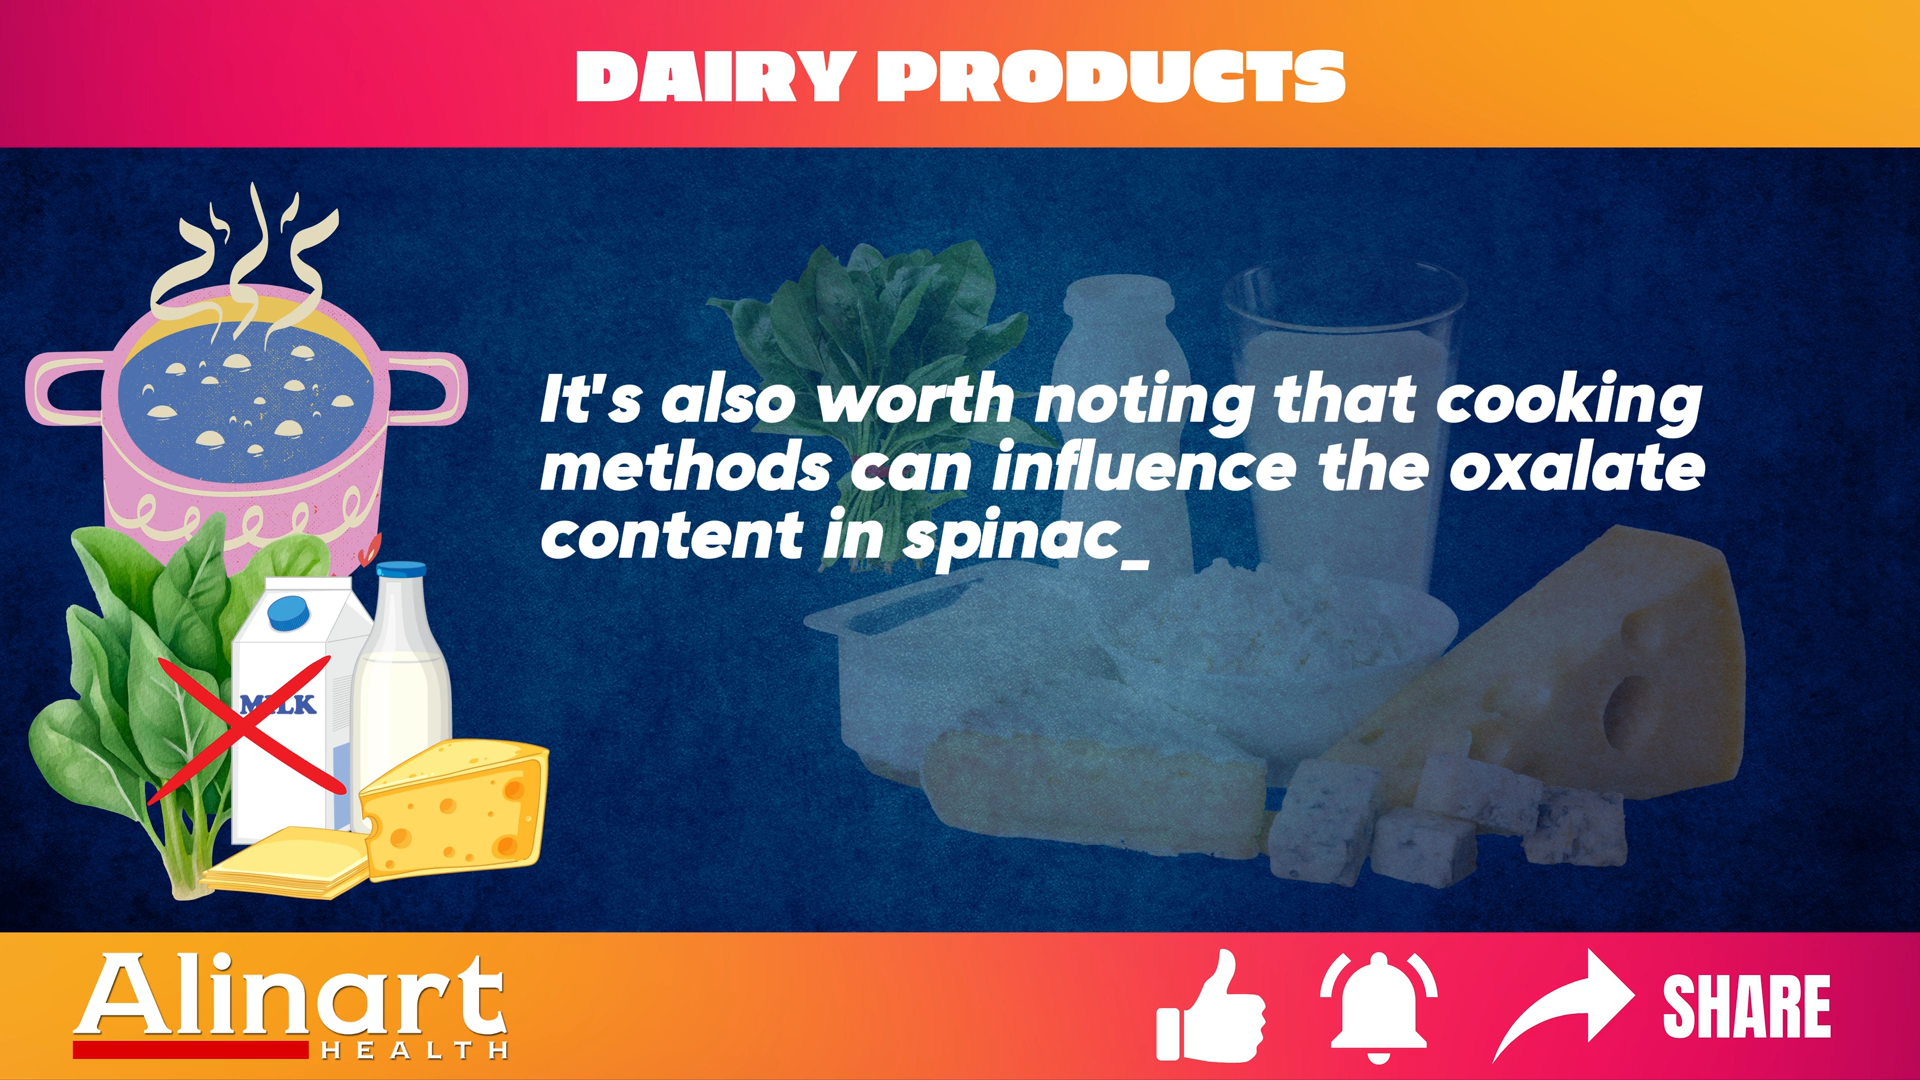 DAIRY PRODUCTS
It's also worth noting that cooking
methods can influence the oxalate
content in spinac_
MILK
Alinart
HEALTH
SHARE